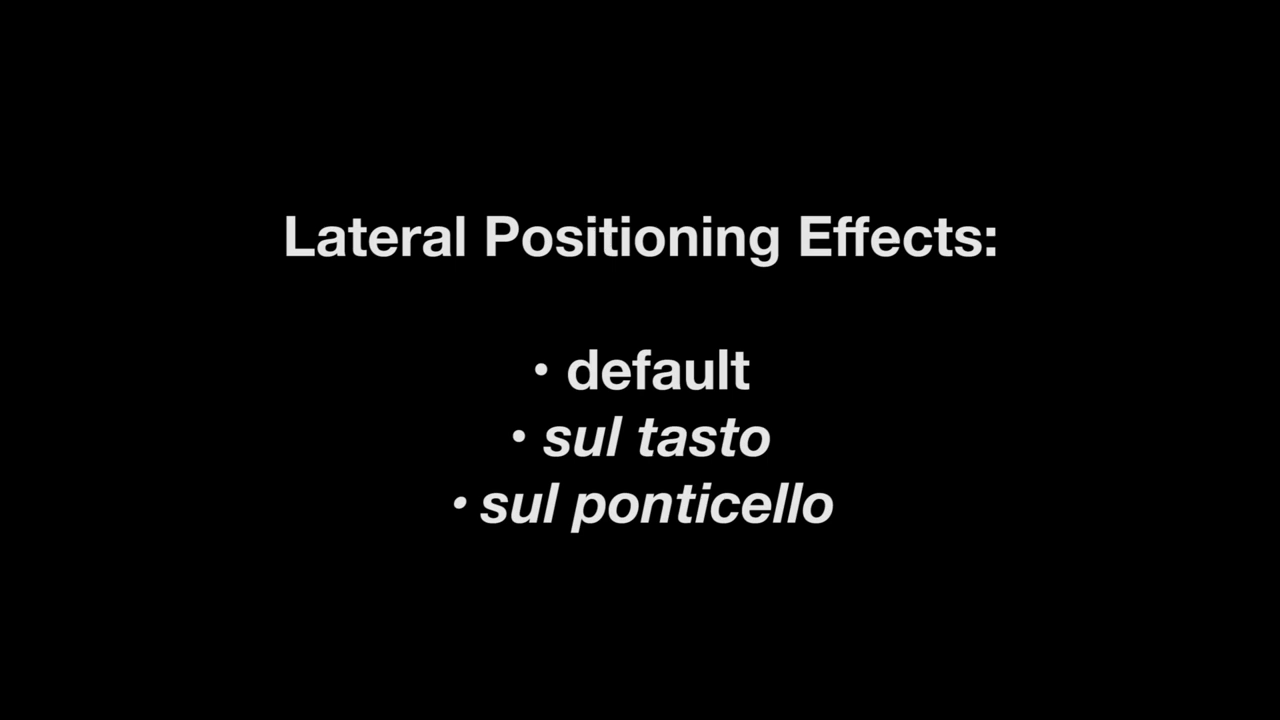 Lateral Positioning Effects:
• default
• sul tasto
• sul ponticello